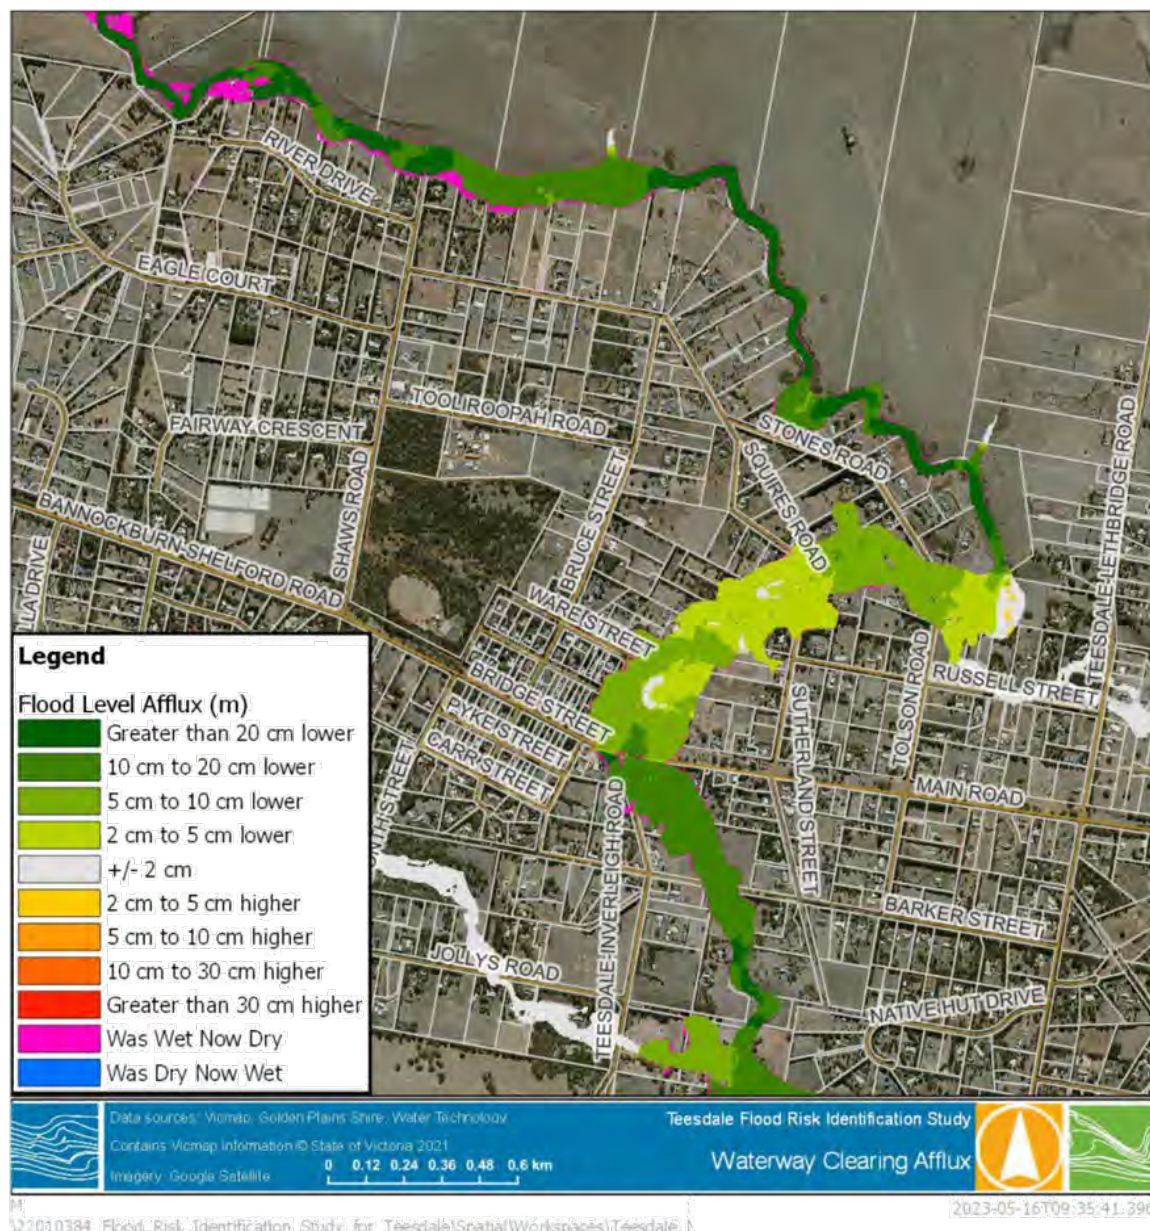 RIVER DRIVE
EAGLE COURT
TOOLIROOPAH ROAD
FAIRWAY CRESCENT
STONES ROAD
SQUIRES ROAD
BANNOCKBURN-SHELFORD ROAD
SHAWS ROAD
BRUCE STREET
TEESDALE-LETHBRIDGE ROAD
WARE STREET
BRIDGE STREET
PYKE STREET
CARR STREET
RUSSELL STREET
TOLSON ROAD
SUTHERLAND STREET
MAIN ROAD
TEESDALE-INVERLEIGH ROAD
BARKER STREET
JOLLYS ROAD
NATIVE HUT DRIVE
Legend
Flood Level Afflux (m)
Greater than 20 cm lower
10 cm to 20 cm lower
5 cm to 10 cm lower
2 cm to 5 cm lower
+/- 2 cm
2 cm to 5 cm higher
5 cm to 10 cm higher
10 cm to 30 cm higher
Greater than 30 cm higher
Was Wet Now Dry
Was Dry Now Wet
Data sources: Vicmap, Golden Plains Shire, Water Technology
Contains Vicmap Information © State of Victoria 2021
Imagery: Google Satellite
0 0.12 0.24 0.36 0.48 0.6 km
Teesdale Flood Risk Identification Study
Waterway Clearing Afflux
M
2023-05-16T09:35:41.396
\22010384_Flood_Risk_Identification_Study_for_Teesdale\Spatial\Workspaces\Teesdale